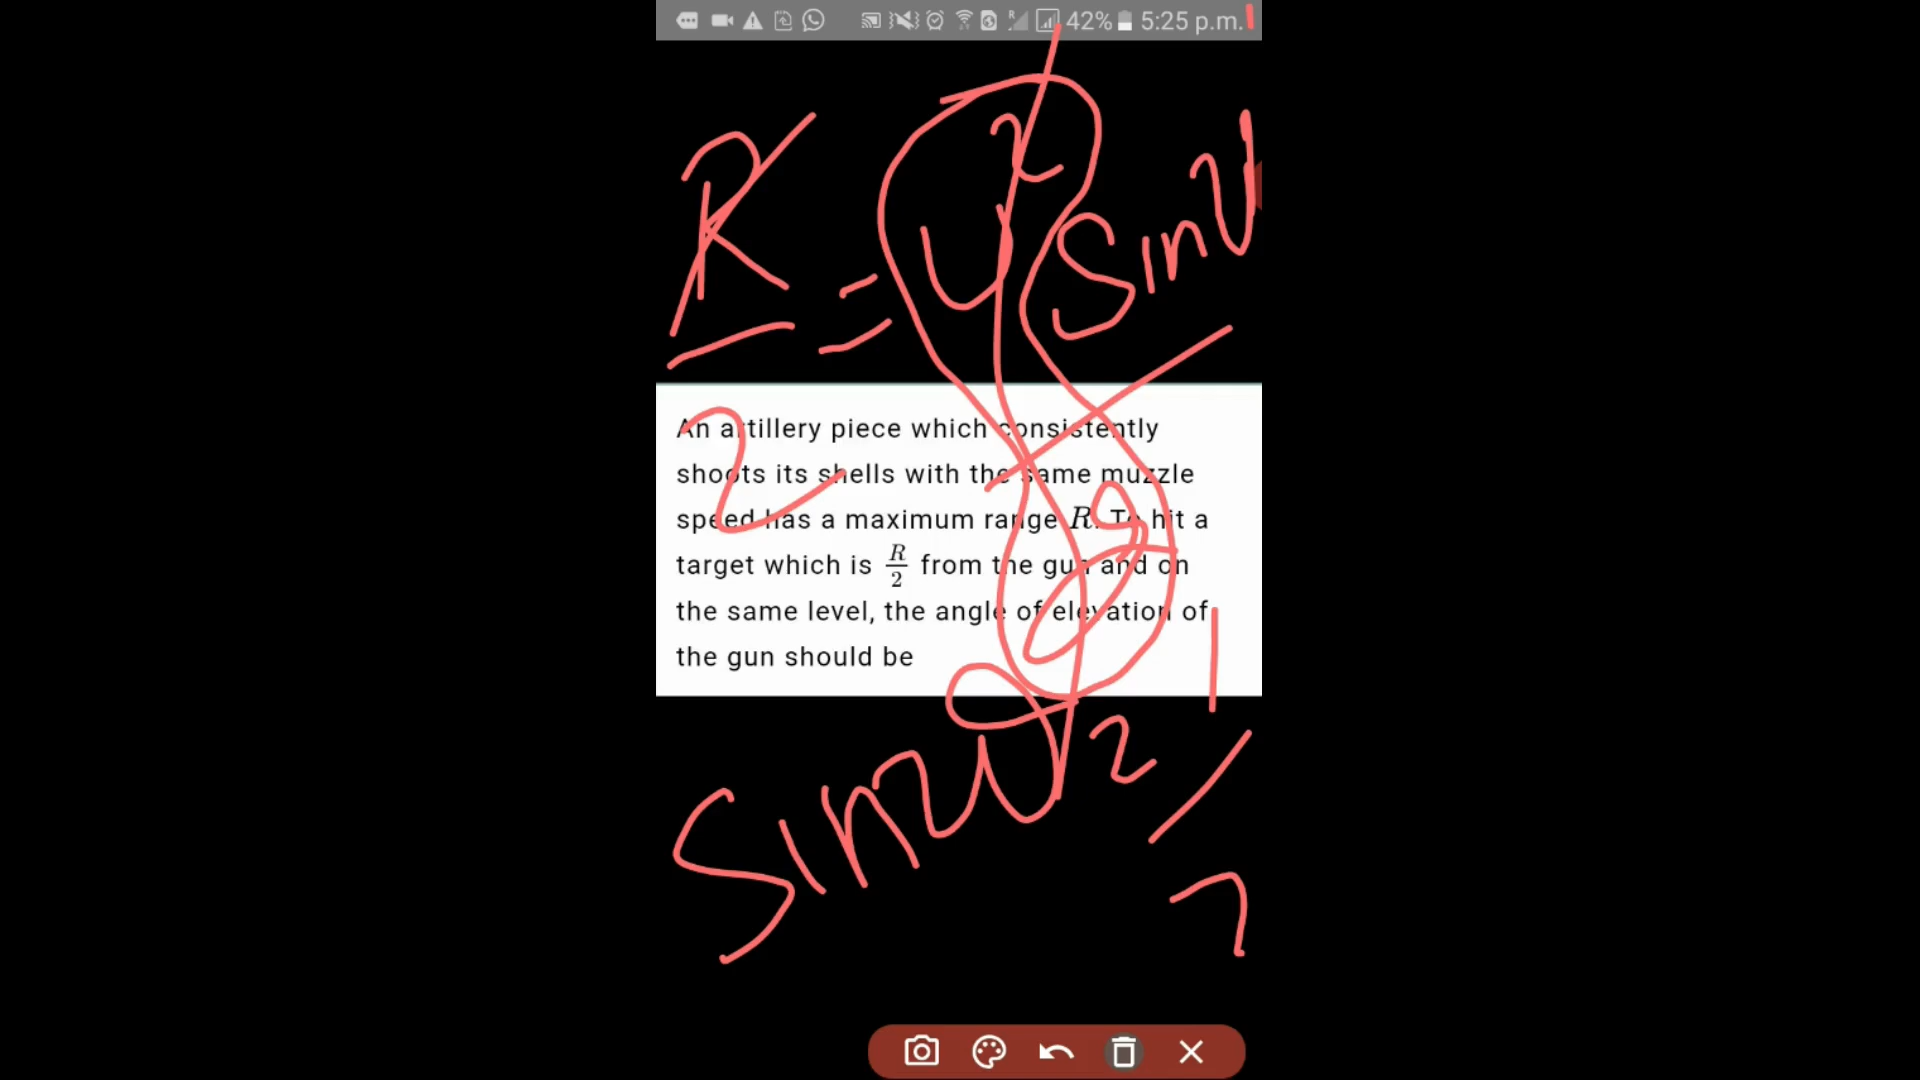 42% 5:25 p.m.
R = u² sin2
2 g
An artillery piece which consistently
shoots its shells with the same muzzle
speed has a maximum range R. To hit a
target which is R/2 from the gun and on
the same level, the angle of elevation of
the gun should be
1
sin2θ = 2